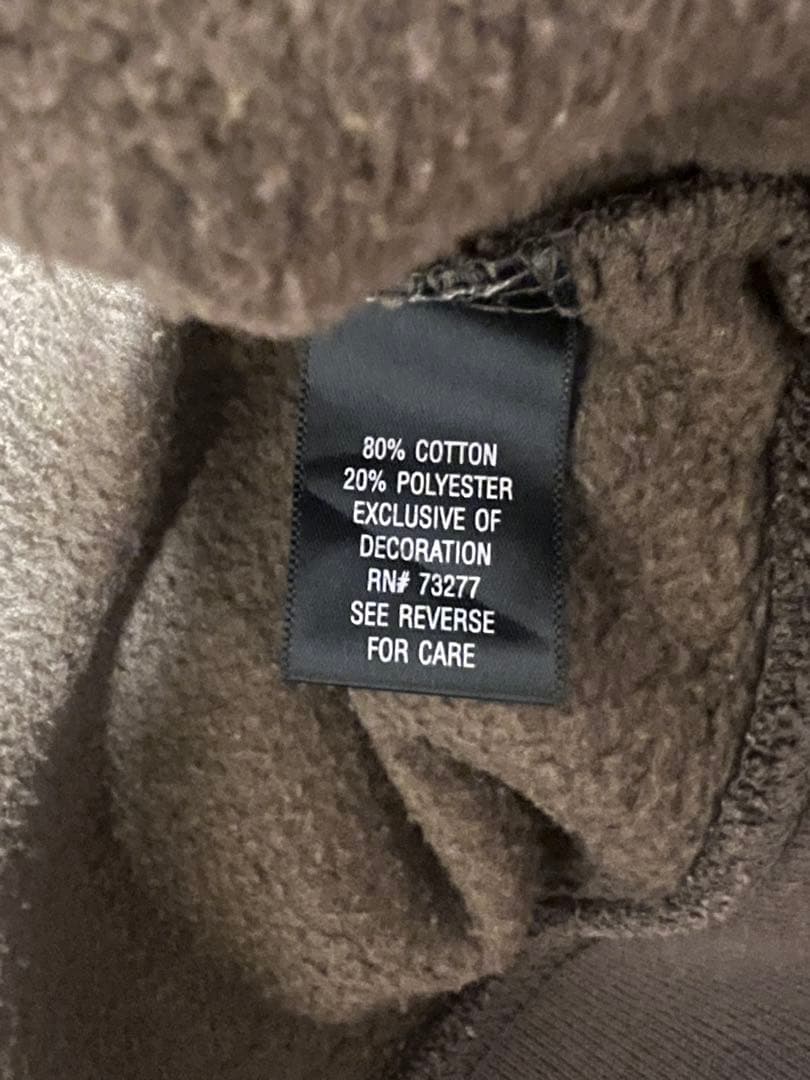 80% COTTON
20% POLYESTER
EXCLUSIVE OF
DECORATION
RN# 73277
SEE REVERSE
FOR CARE